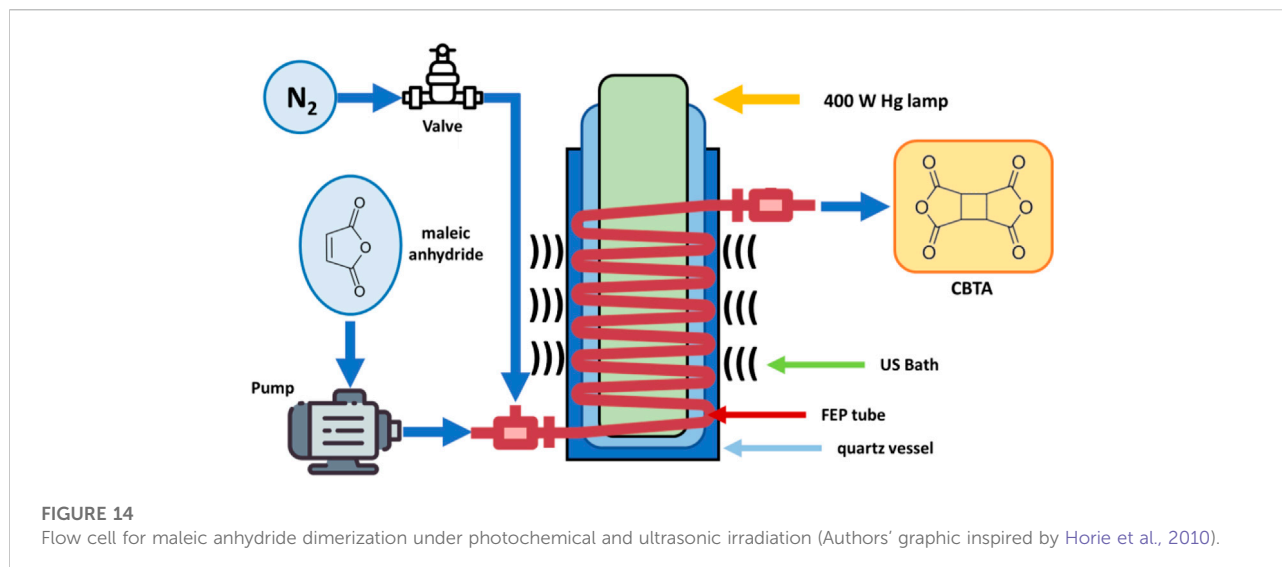 N2
Valve
400 W Hg lamp
maleic
anhydride
O
O
O
O
O
O
O
O
O
CBTA
Pump
US Bath
FEP tube
quartz vessel
FIGURE 14
Flow cell for maleic anhydride dimerization under photochemical and ultrasonic irradiation (Authors’ graphic inspired by Horie et al., 2010).